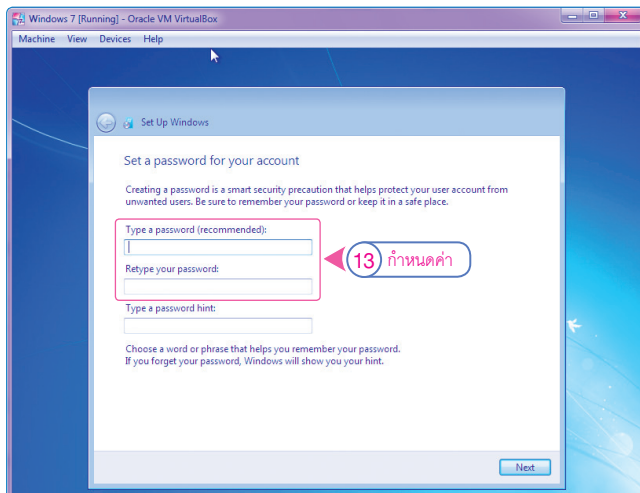 Windows 7 [Running] - Oracle VM VirtualBox
Machine View Devices Help
Set Up Windows
Set a password for your account
Creating a password is a smart security precaution that helps protect your user account from
unwanted users. Be sure to remember your password or keep it in a safe place.
Type a password (recommended):
Retype your password:
13 กำหนดค่า
Type a password hint:
Choose a word or phrase that helps you remember your password.
If you forget your password, Windows will show you your hint.
Next